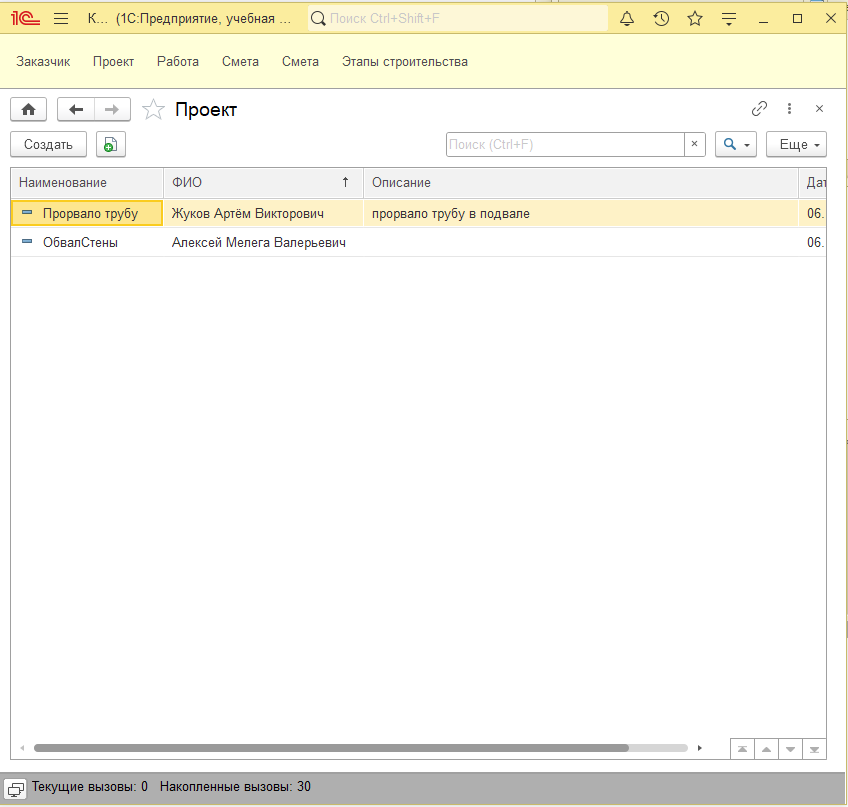 1С К... (1С:Предприятие, учебная ... Поиск Ctrl+Shift+F
Заказчик Проект Работа Смета Смета Этапы строительства
Проект
Создать Поиск (Ctrl+F) × Еще
Наименование ФИО ↑ Описание Дат
Прорвало трубу Жуков Артём Викторович прорвало трубу в подвале 06.
ОбвалСтены Алексей Мелега Валерьевич 06.
Текущие вызовы: 0 Накопленные вызовы: 30